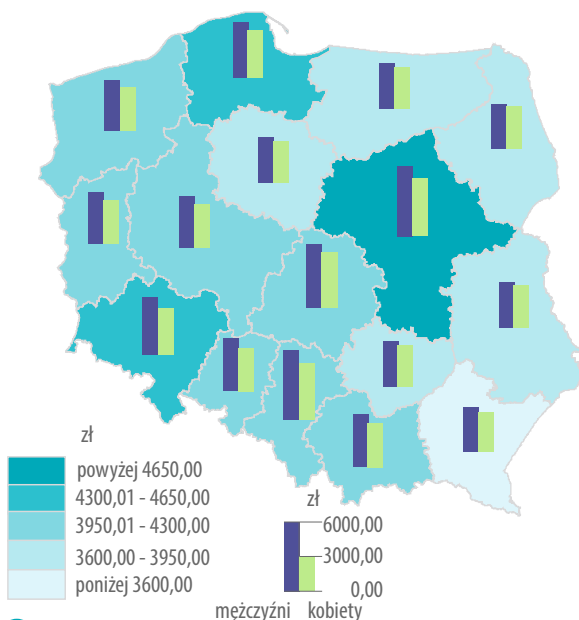 zł
powyżej 4650,00
4300,01 - 4650,00
3950,01 - 4300,00
3600,00 - 3950,00
poniżej 3600,00
zł
6000,00
3000,00
0,00
mężczyźni kobiety